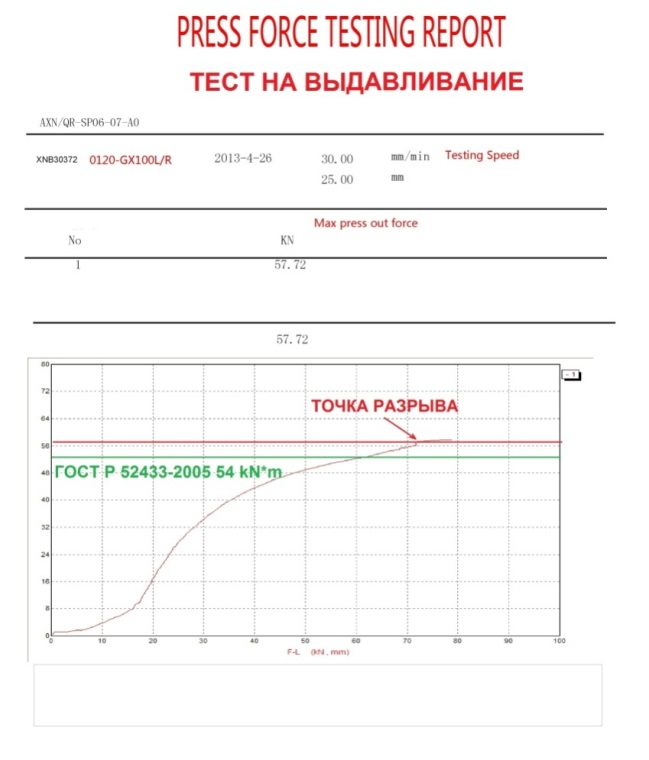 PRESS FORCE TESTING REPORT
ТЕСТ НА ВЫДАВЛИВАНИЕ
AXN/QR-SP06-07-A0
XNB30372 0120-GX100L/R 2013-4-26 30.00 mm/min Testing Speed
25.00 mm
Max press out force
No KN
1 57.72
57.72
80
- 1
72
ТОЧКА РАЗРЫВА
64
56
48 ГОСТ Р 52433-2005 54 kN*m
40
32
24
16
8
0
0 10 20 30 40 50 60 70 80 90 100
F-L (kN , mm)